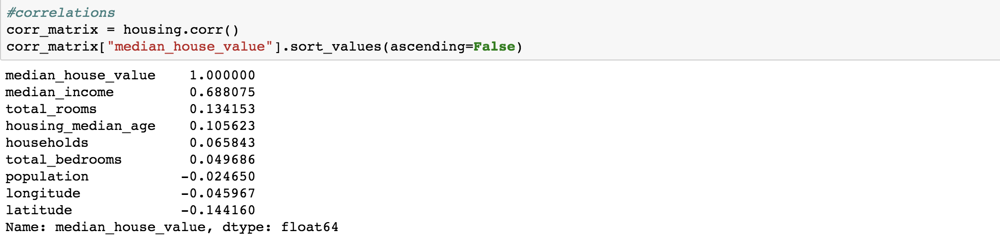 #correlations
corr_matrix = housing.corr()
corr_matrix["median_house_value"].sort_values(ascending=False)
median_house_value    1.000000
median_income         0.688075
total_rooms           0.134153
housing_median_age    0.105623
households            0.065843
total_bedrooms        0.049686
population           -0.024650
longitude            -0.045967
latitude             -0.144160
Name: median_house_value, dtype: float64